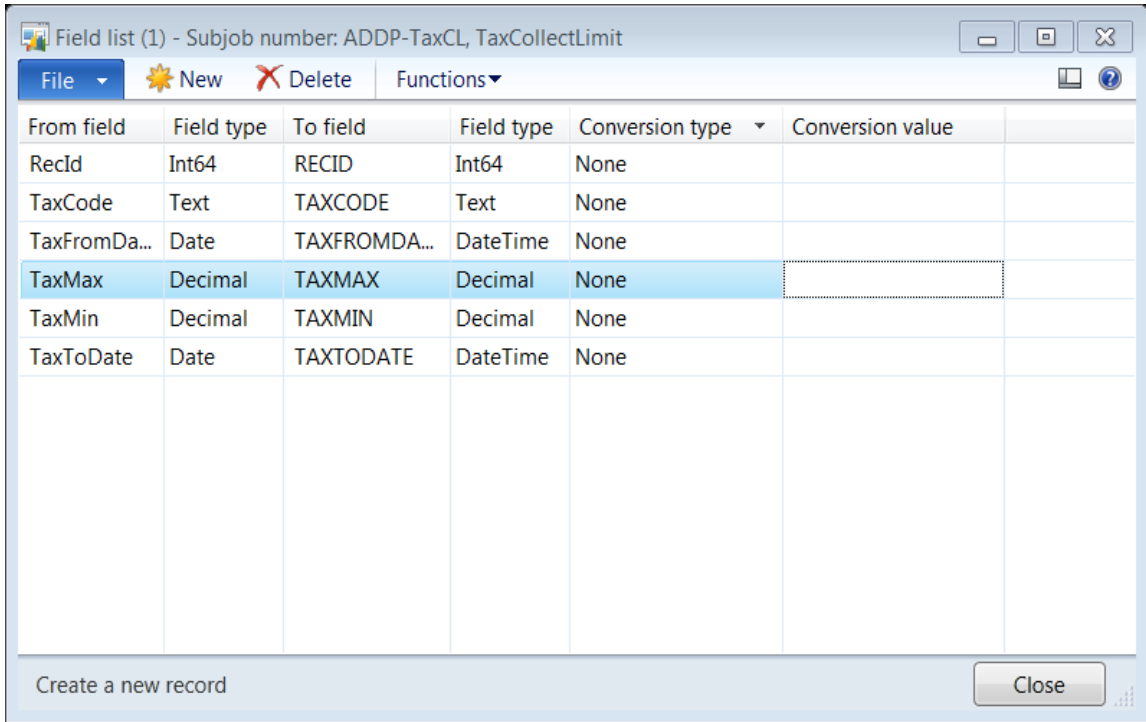 Field list (1) - Subjob number: ADDP-TaxCL, TaxCollectLimit
File New Delete Functions
From field Field type To field Field type Conversion type Conversion value
RecId Int64 RECID Int64 None
TaxCode Text TAXCODE Text None
TaxFromDa... Date TAXFROMDA... DateTime None
TaxMax Decimal TAXMAX Decimal None
TaxMin Decimal TAXMIN Decimal None
TaxToDate Date TAXTODATE DateTime None
Create a new record Close